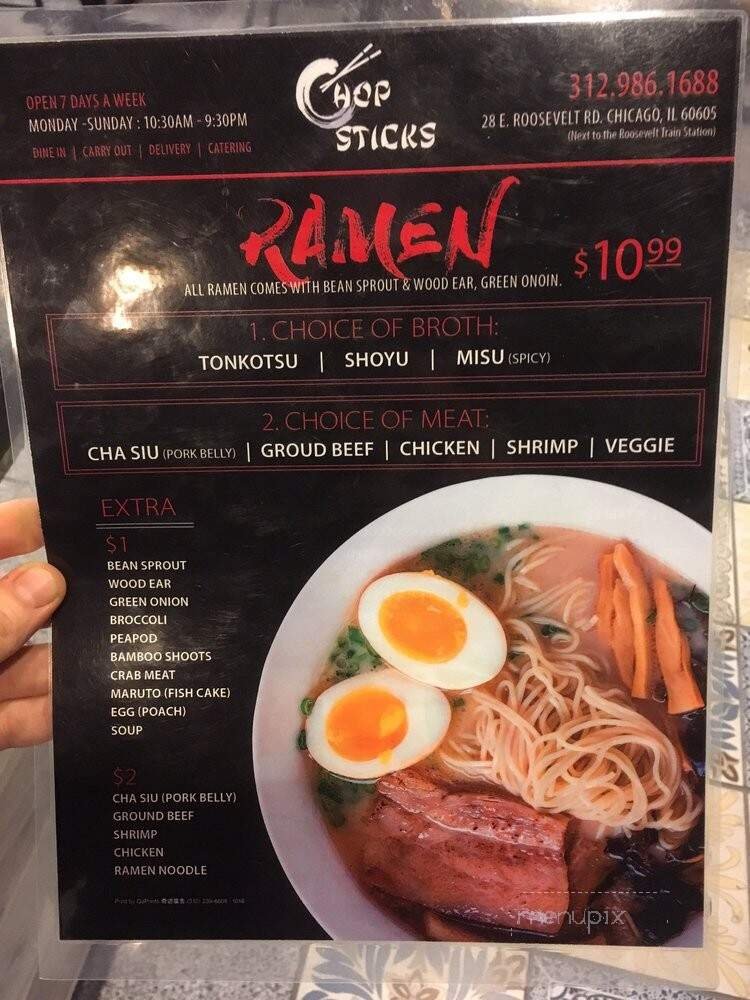 OPEN 7 DAYS A WEEK
MONDAY -SUNDAY : 10:30AM - 9:30PM
DINE IN | CARRY OUT | DELIVERY | CATERING
CHOP
STICKS
312.986.1688
28 E. ROOSEVELT RD. CHICAGO, IL 60605
(Next to the Roosevelt Train Station)
RAMEN
$10.99
ALL RAMEN COMES WITH BEAN SPROUT & WOOD EAR, GREEN ONOIN.
1. CHOICE OF BROTH:
TONKOTSU | SHOYU | MISU (SPICY)
2. CHOICE OF MEAT:
CHA SIU (PORK BELLY) | GROUD BEEF | CHICKEN | SHRIMP | VEGGIE
EXTRA
$1
BEAN SPROUT
WOOD EAR
GREEN ONION
BROCCOLI
PEAPOD
BAMBOO SHOOTS
CRAB MEAT
MARUTO (FISH CAKE)
EGG (POACH)
SOUP
$2
CHA SIU (PORK BELLY)
GROUND BEEF
SHRIMP
CHICKEN
RAMEN NOODLE
menupix